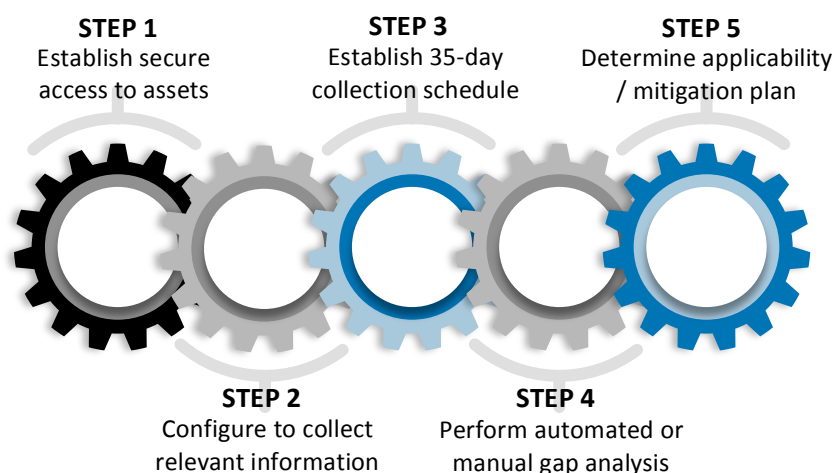 STEP 1
Establish secure
access to assets
STEP 2
Configure to collect
relevant information
STEP 3
Establish 35-day
collection schedule
STEP 4
Perform automated or
manual gap analysis
STEP 5
Determine applicability
/ mitigation plan